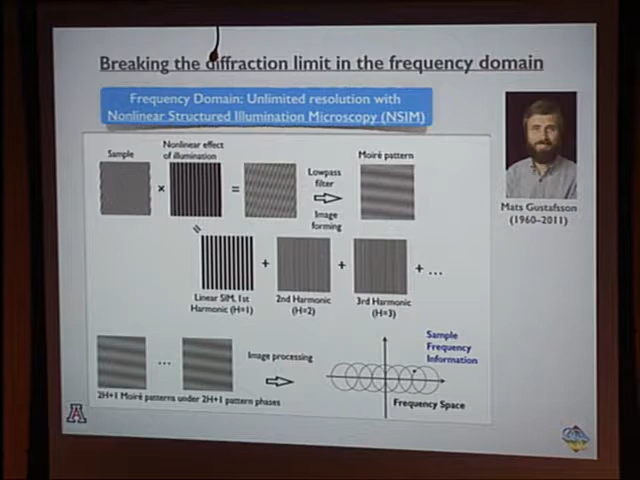 Breaking the diffraction limit in the frequency domain
Frequency Domain: Unlimited resolution with
Nonlinear Structured Illumination Microscopy (NSIM)
Sample
Nonlinear effect
of illumination
×
=
Lowpass
filter
Image
forming
Moiré pattern
Mats Gustafsson
(1960-2011)
=
+
+
+ ...
Linear SIM, 1st
Harmonic (H=1)
2nd Harmonic
(H=2)
3rd Harmonic
(H=3)
...
Image processing
Sample
Frequency
Information
Frequency Space
2H+1 Moiré patterns under 2H+1 pattern phases
A